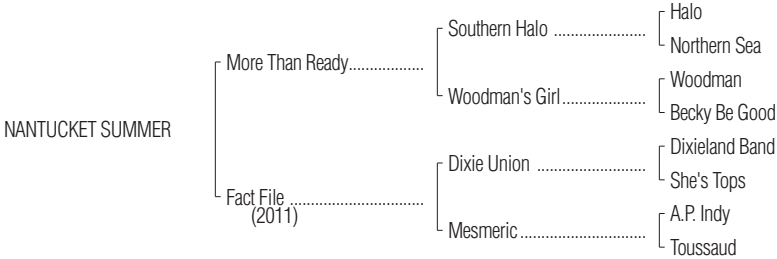 Halo
Southern Halo ........................
Northern Sea
More Than Ready...................
Woodman
Woodman's Girl......................
Becky Be Good
NANTUCKET SUMMER
Dixieland Band
Dixie Union ............................
She's Tops
Fact File .................................
(2011)
A.P. Indy
Mesmeric.................................
Toussaud